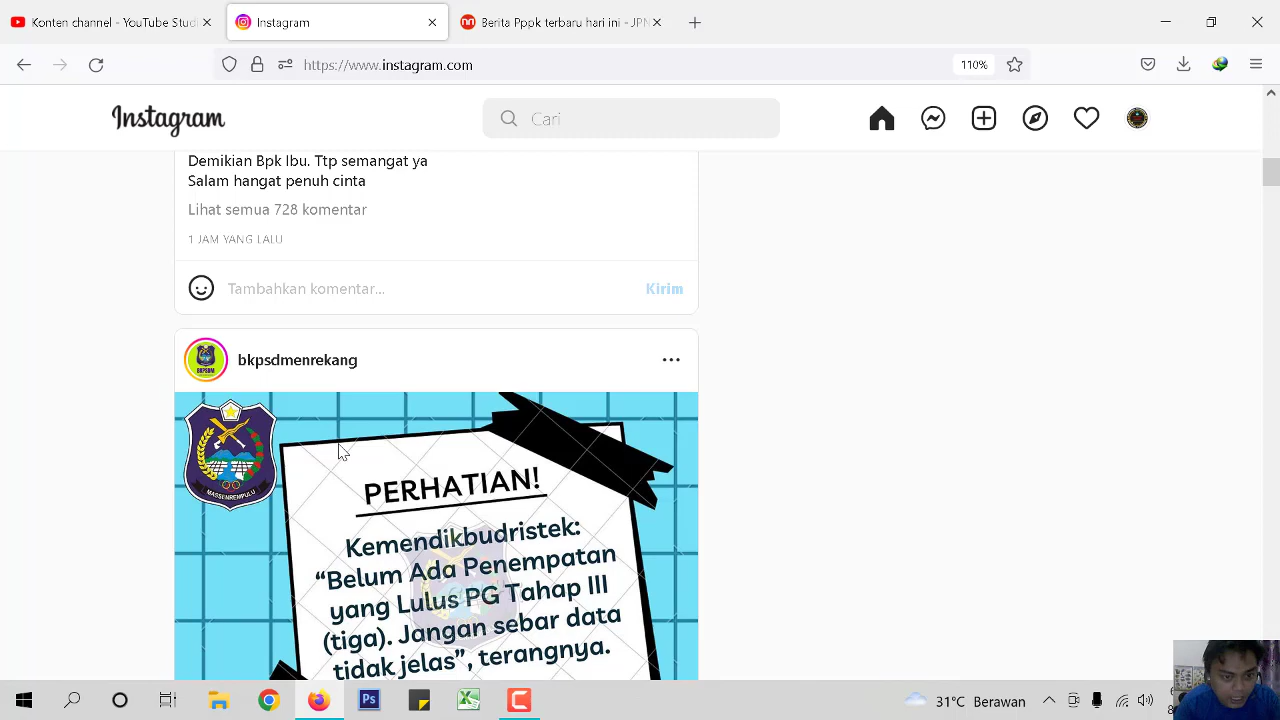 Konten channel - YouTube Stud
Instagram
Berita Pppk terbaru hari ini - JPN
https://www.instagram.com
110%
Instagram
Cari
Demikian Bpk Ibu. Ttp semangat ya
Salam hangat penuh cinta
Lihat semua 728 komentar
1 JAM YANG LALU
Tambahkan komentar...
Kirim
bkpsdmenrekang
BKPSDM
MASSENREMPULU
PERHATIAN!
Kemendikbudristek:
“Belum Ada Penempatan
yang Lulus PG Tahap III
(tiga). Jangan sebar data
tidak jelas”, terangnya.
31°C Berawan